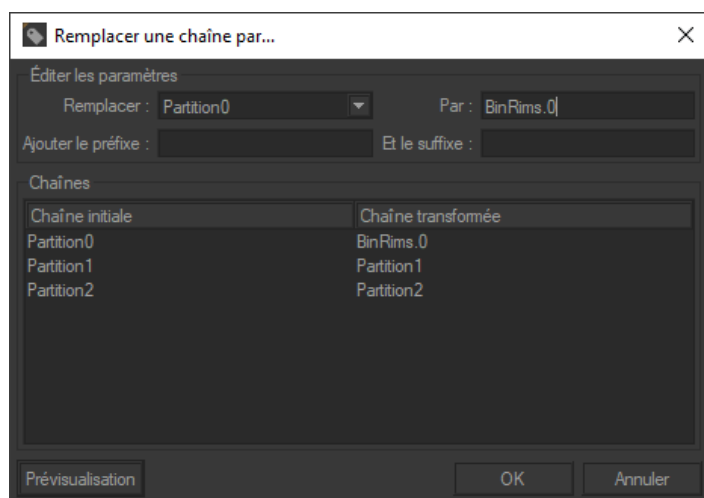 Remplacer une chaîne par...
Éditer les paramètres
Remplacer : Partition0 Par : BinRims.0
Ajouter le préfixe : Et le suffixe :
Chaînes
Chaîne initiale Chaîne transformée
Partition0 BinRims.0
Partition1 Partition1
Partition2 Partition2
Prévisualisation OK Annuler